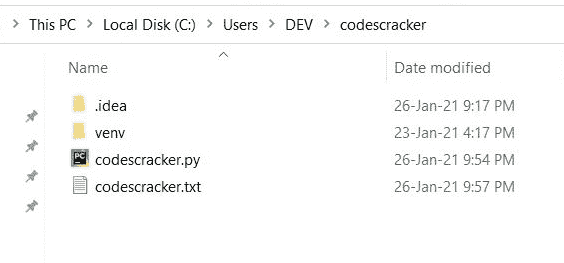 This PC > Local Disk (C:) > Users > DEV > codescracker
Name Date modified
.idea 26-Jan-21 9:17 PM
venv 23-Jan-21 4:17 PM
codescracker.py 26-Jan-21 9:54 PM
codescracker.txt 26-Jan-21 9:57 PM